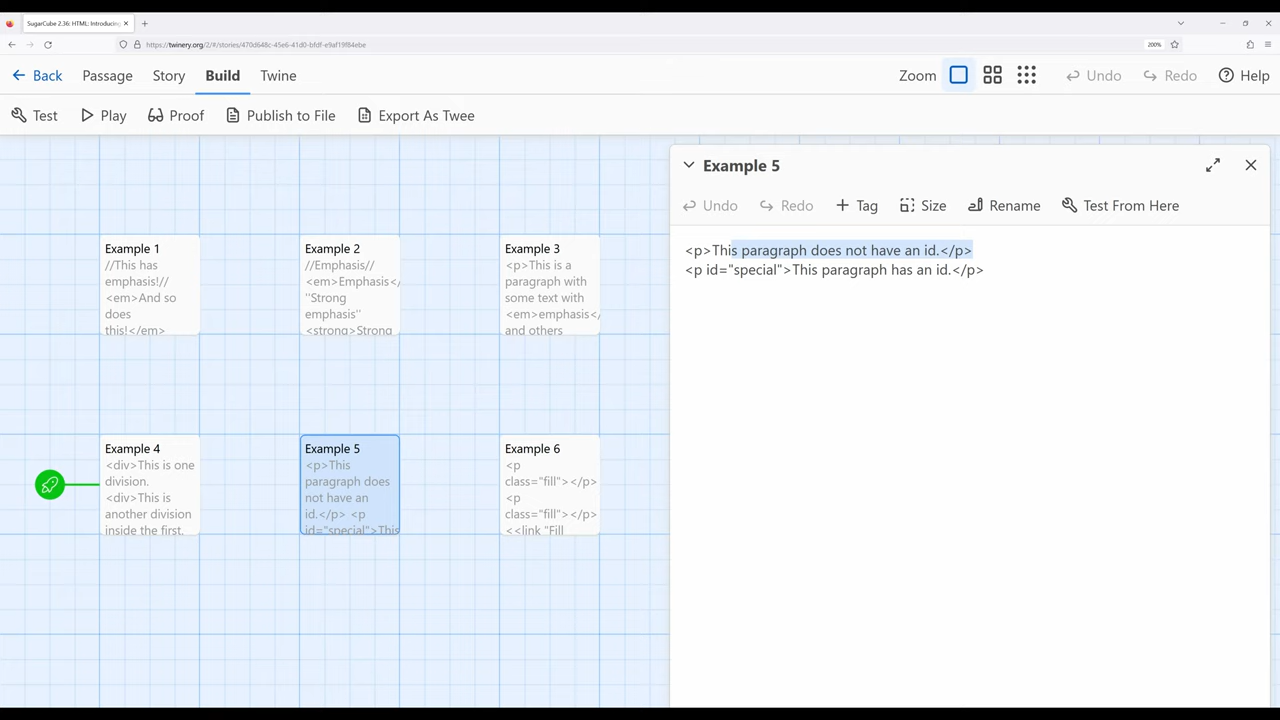 SugarCube 2.36: HTML: Introducing
https://twinery.org/2/#/stories/470d648c-45e6-41d0-bfdf-e9af19f84ebe
200%
Back
Passage
Story
Build
Twine
Zoom
Undo
Redo
Help
Test
Play
Proof
Publish to File
Export As Twee
Example 1
//This has
emphasis!//
<em>And so
does
this!</em>
Example 2
//Emphasis//
<em>Emphasis</
''Strong
emphasis''
<strong>Strong
Example 3
<p>This is a
paragraph with
some text with
<em>emphasis</
and others
Example 4
<div>This is one
division.
<div>This is
another division
inside the first.
Example 5
<p>This
paragraph does
not have an
id.</p> <p
id="special">This
Example 6
<p
class="fill"></p>
<p
class="fill"></p>
<<link "Fill
Example 5
Undo
Redo
Tag
Size
Rename
Test From Here
<p>This paragraph does not have an id.</p>
<p id="special">This paragraph has an id.</p>